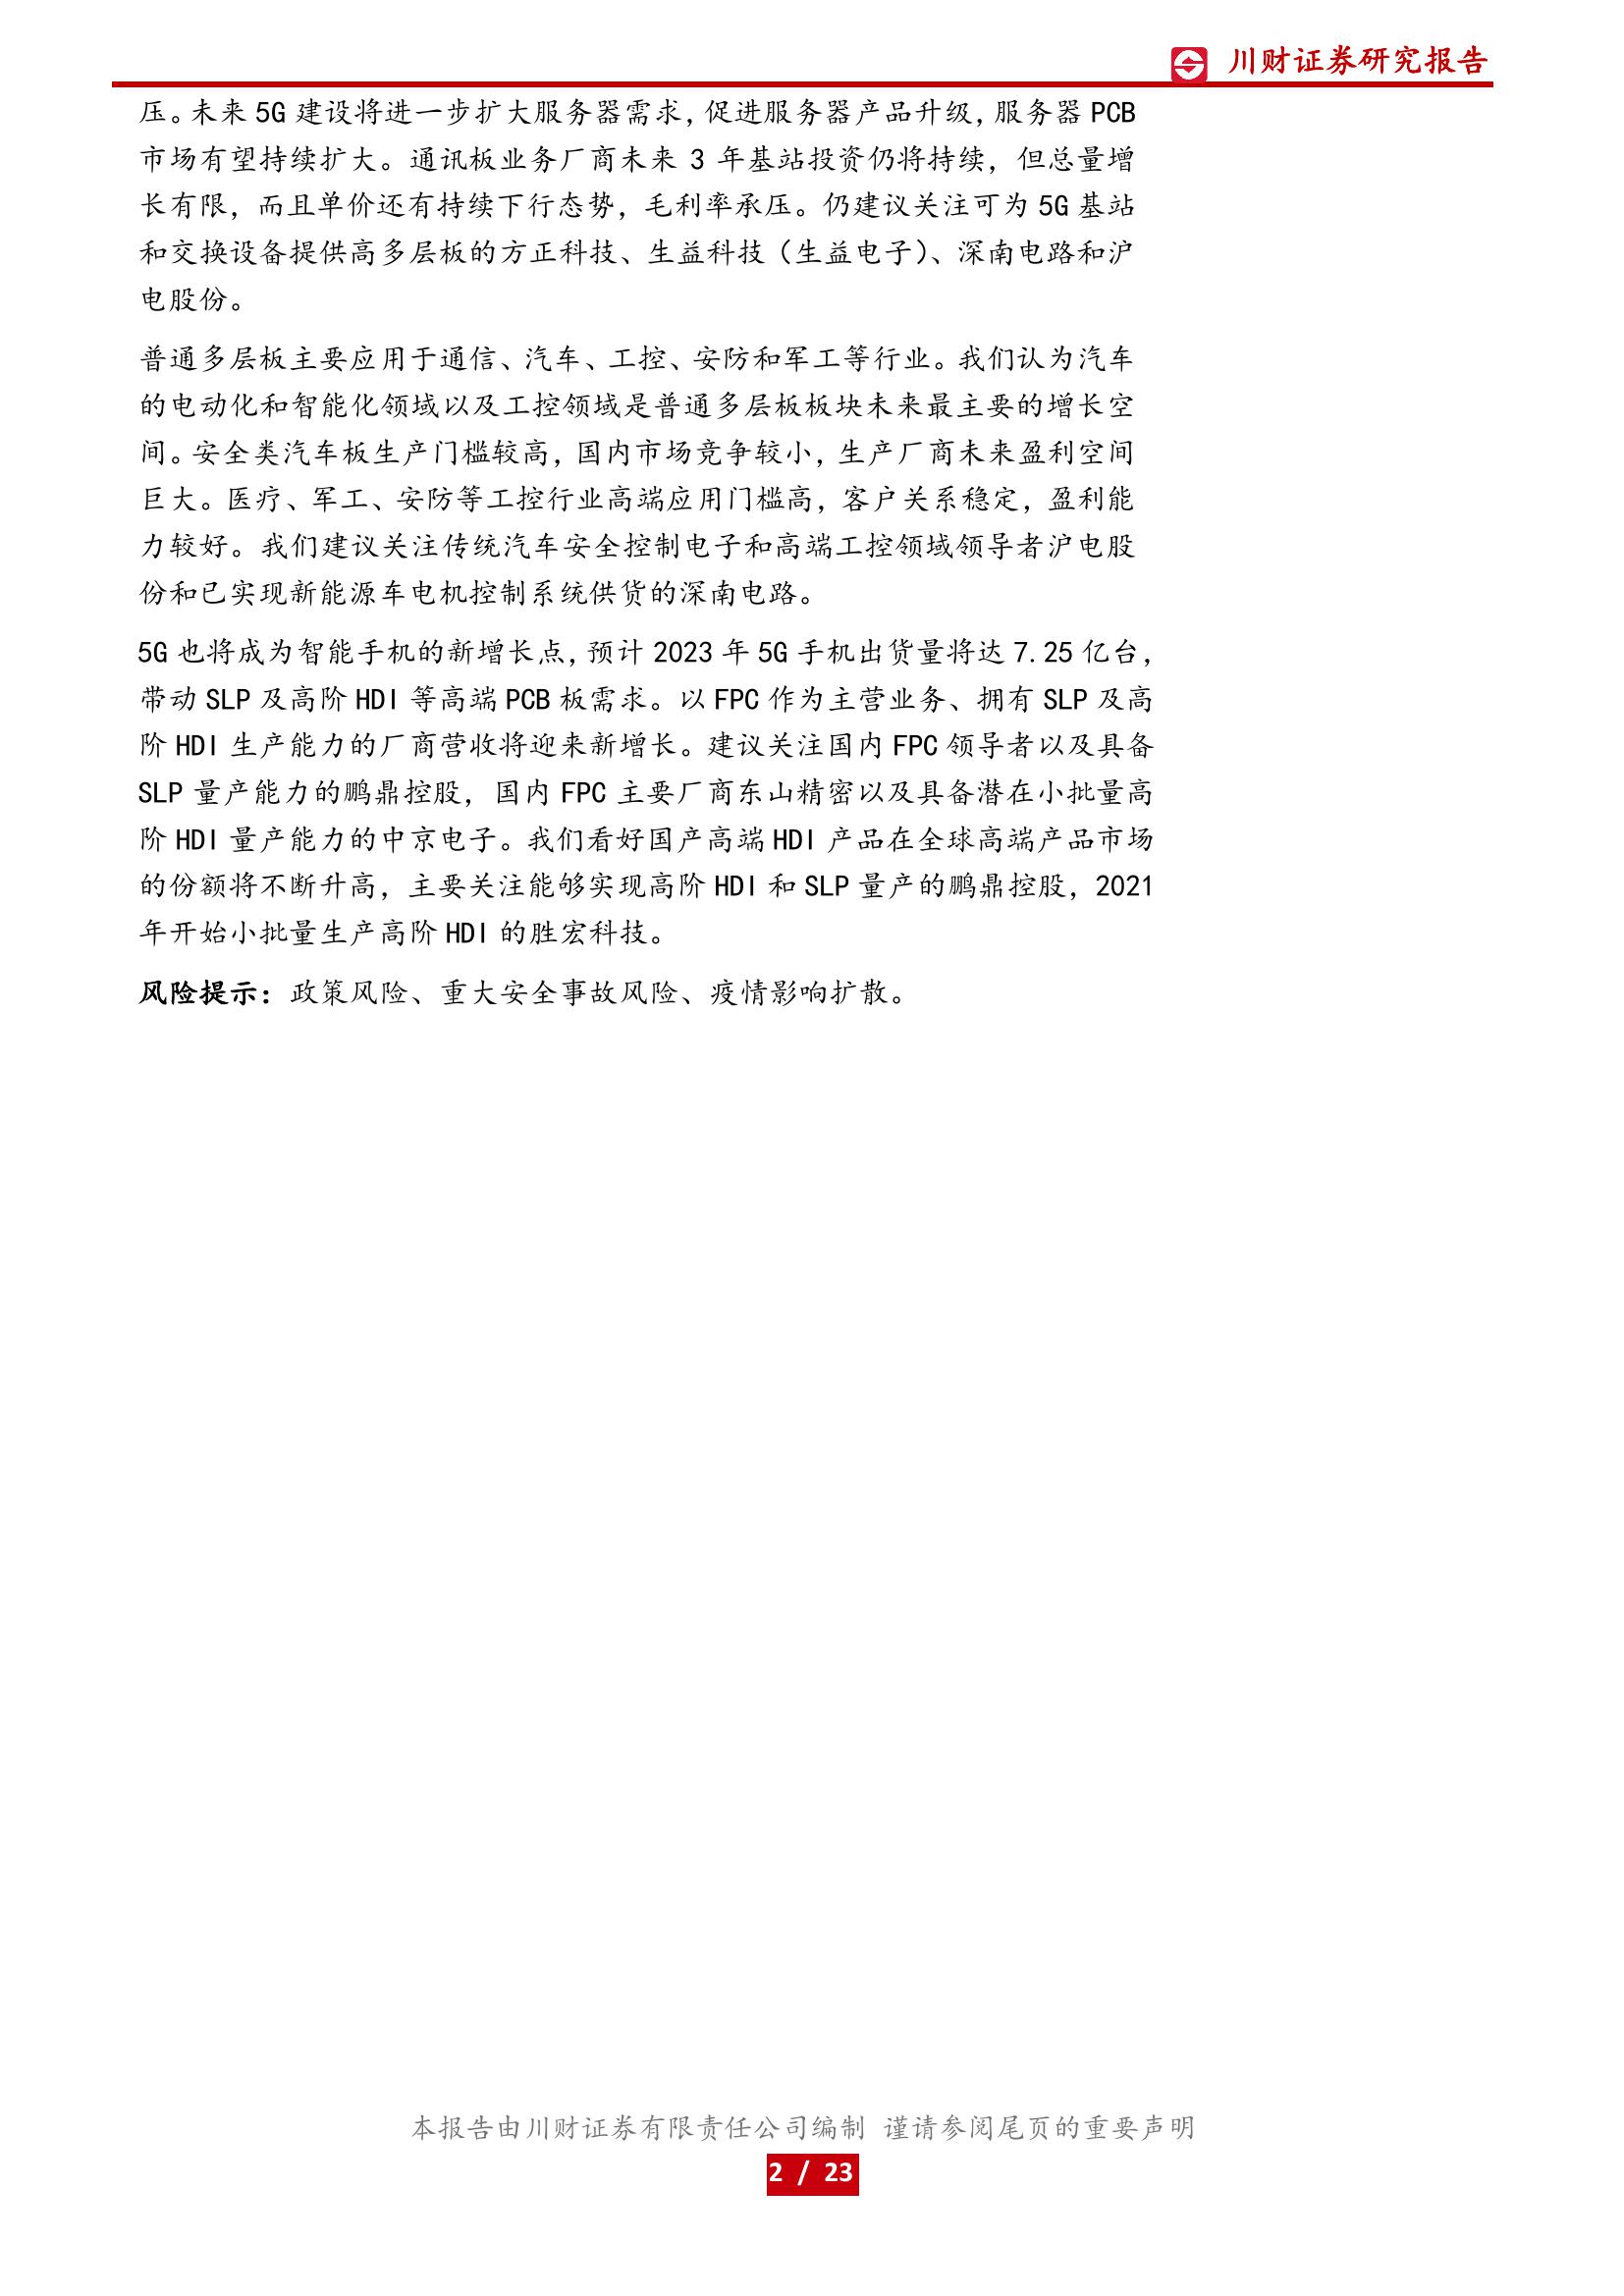 川财证券研究报告
压。未来 5G 建设将进一步扩大服务器需求，促进服务器产品升级，服务器 PCB
市场有望持续扩大。通讯板业务厂商未来 3 年基站投资仍将持续，但总量增
长有限，而且单价还有持续下行态势，毛利率承压。仍建议关注可为 5G 基站
和交换设备提供高多层板的方正科技、生益科技（生益电子）、深南电路和沪
电股份。
普通多层板主要应用于通信、汽车、工控、安防和军工等行业。我们认为汽车
的电动化和智能化领域以及工控领域是普通多层板板块未来最主要的增长空
间。安全类汽车板生产门槛较高，国内市场竞争较小，生产厂商未来盈利空间
巨大。医疗、军工、安防等工控行业高端应用门槛高，客户关系稳定，盈利能
力较好。我们建议关注传统汽车安全控制电子和高端工控领域领导者沪电股
份和已实现新能源车电机控制系统供货的深南电路。
5G 也将成为智能手机的新增长点，预计 2023 年 5G 手机出货量将达 7.25 亿台，
带动 SLP 及高阶 HDI 等高端 PCB 板需求。以 FPC 作为主营业务、拥有 SLP 及高
阶 HDI 生产能力的厂商营收将迎来新增长。建议关注国内 FPC 领导者以及具备
SLP 量产能力的鹏鼎控股，国内 FPC 主要厂商东山精密以及具备潜在小批量高
阶 HDI 量产能力的中京电子。我们看好国产高端 HDI 产品在全球高端产品市场
的份额将不断升高，主要关注能够实现高阶 HDI 和 SLP 量产的鹏鼎控股，2021
年开始小批量生产高阶 HDI 的胜宏科技。
风险提示：政策风险、重大安全事故风险、疫情影响扩散。
本报告由川财证券有限责任公司编制 谨请参阅尾页的重要声明
2 / 23